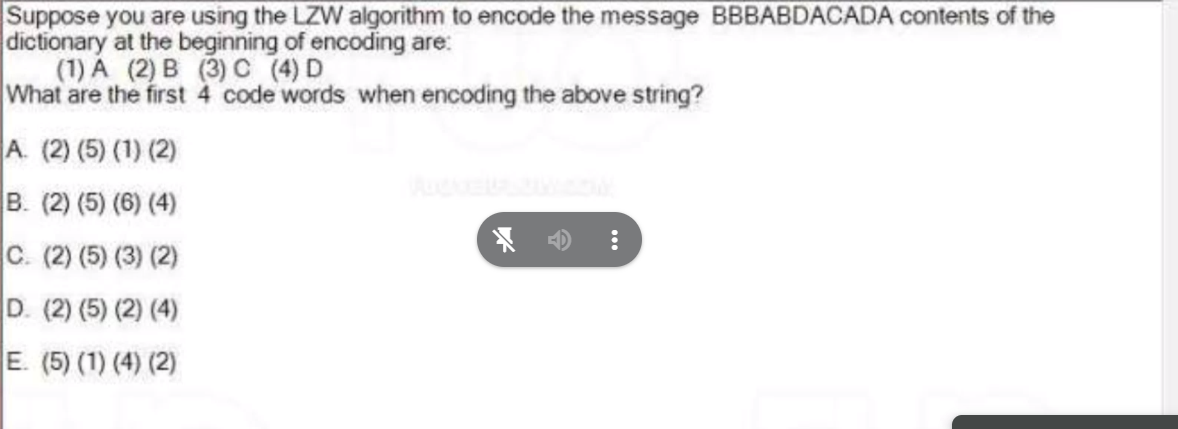 Suppose you are using the LZW algorithm to encode the message BBBABDACADA contents of the
dictionary at the beginning of encoding are:
(1) A (2) B (3) C (4) D
What are the first 4 code words when encoding the above string?
A. (2) (5) (1) (2)
B. (2) (5) (6) (4)
C. (2) (5) (3) (2)
D. (2) (5) (2) (4)
E. (5) (1) (4) (2)